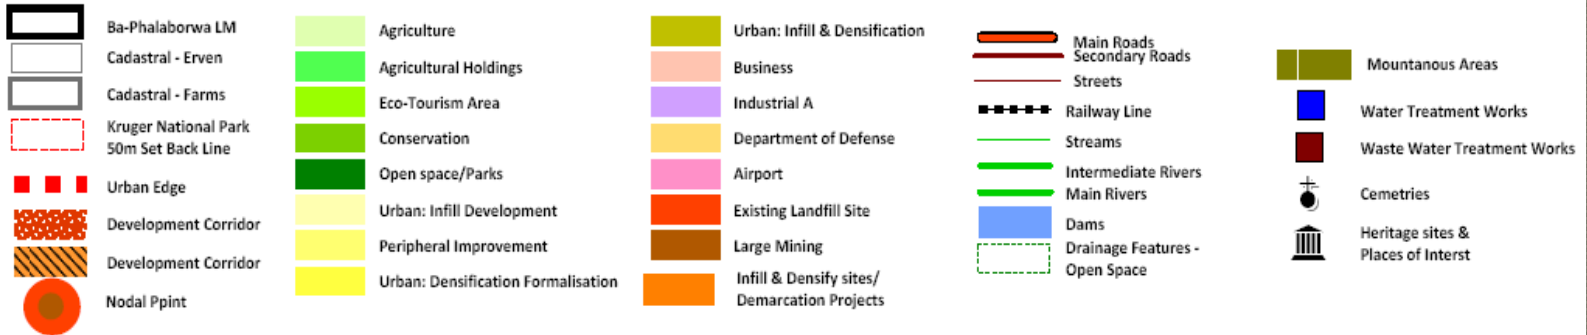 Ba-Phalaborwa LM
Cadastral - Erven
Cadastral - Farms
Kruger National Park
50m Set Back Line
Urban Edge
Development Corridor
Development Corridor
Nodal Ppint
Agriculture
Agricultural Holdings
Eco-Tourism Area
Conservation
Open space/Parks
Urban: Infill Development
Peripheral Improvement
Urban: Densification Formalisation
Urban: Infill & Densification
Business
Industrial A
Department of Defense
Airport
Existing Landfill Site
Large Mining
Infill & Densify sites/
Demarcation Projects
Main Roads
Secondary Roads
Streets
Railway Line
Streams
Intermediate Rivers
Main Rivers
Dams
Drainage Features -
Open Space
Mountanous Areas
Water Treatment Works
Waste Water Treatment Works
Cemetries
Heritage sites &
Places of Interst